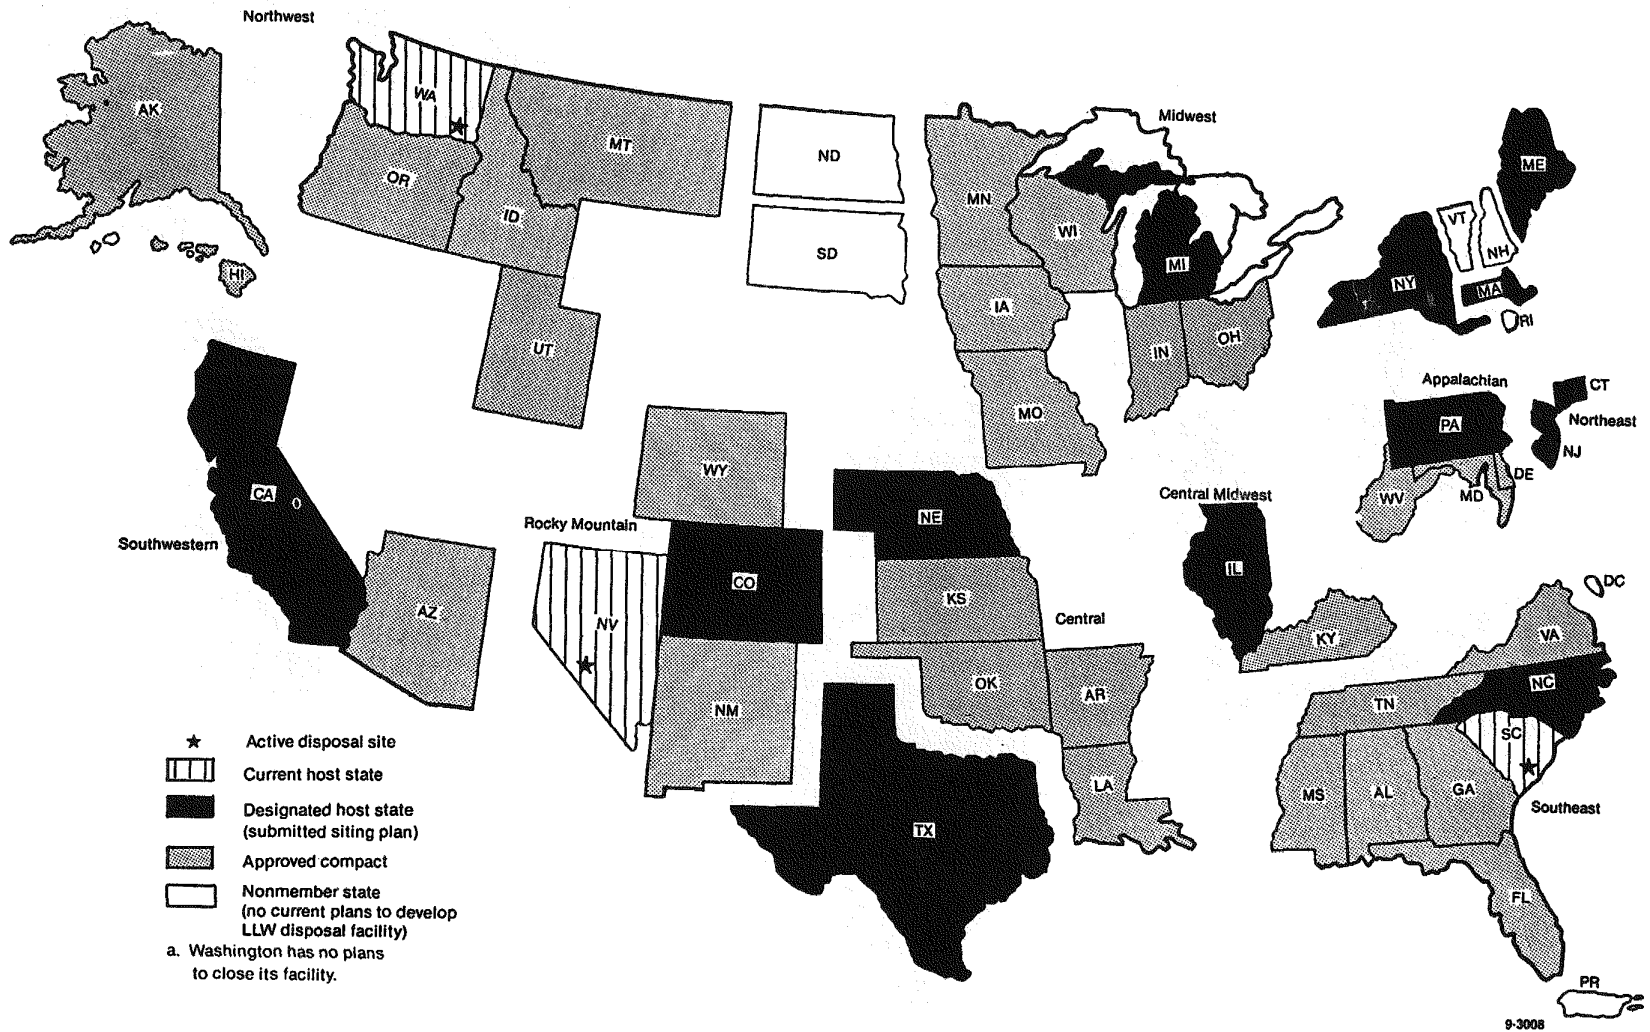 Northwest
AK
HI
WA
OR
ID
MT
UT
ND
SD
Midwest
MN
WI
MI
IA
IN
OH
MO
ME
VT
NH
NY
MA
RI
Appalachian
CT
PA
Northeast
NJ
WV
MD
DE
Southwestern
CA
AZ
WY
Rocky Mountain
CO
NV
NM
NE
KS
Central
OK
AR
LA
TX
Central Midwest
IL
KY
DC
VA
NC
TN
SC
MS
AL
GA
Southeast
FL
PR
Active disposal site
Current host state
Designated host state
(submitted siting plan)
Approved compact
Nonmember state
(no current plans to develop
LLW disposal facility)
a. Washington has no plans
to close its facility.
9-3008